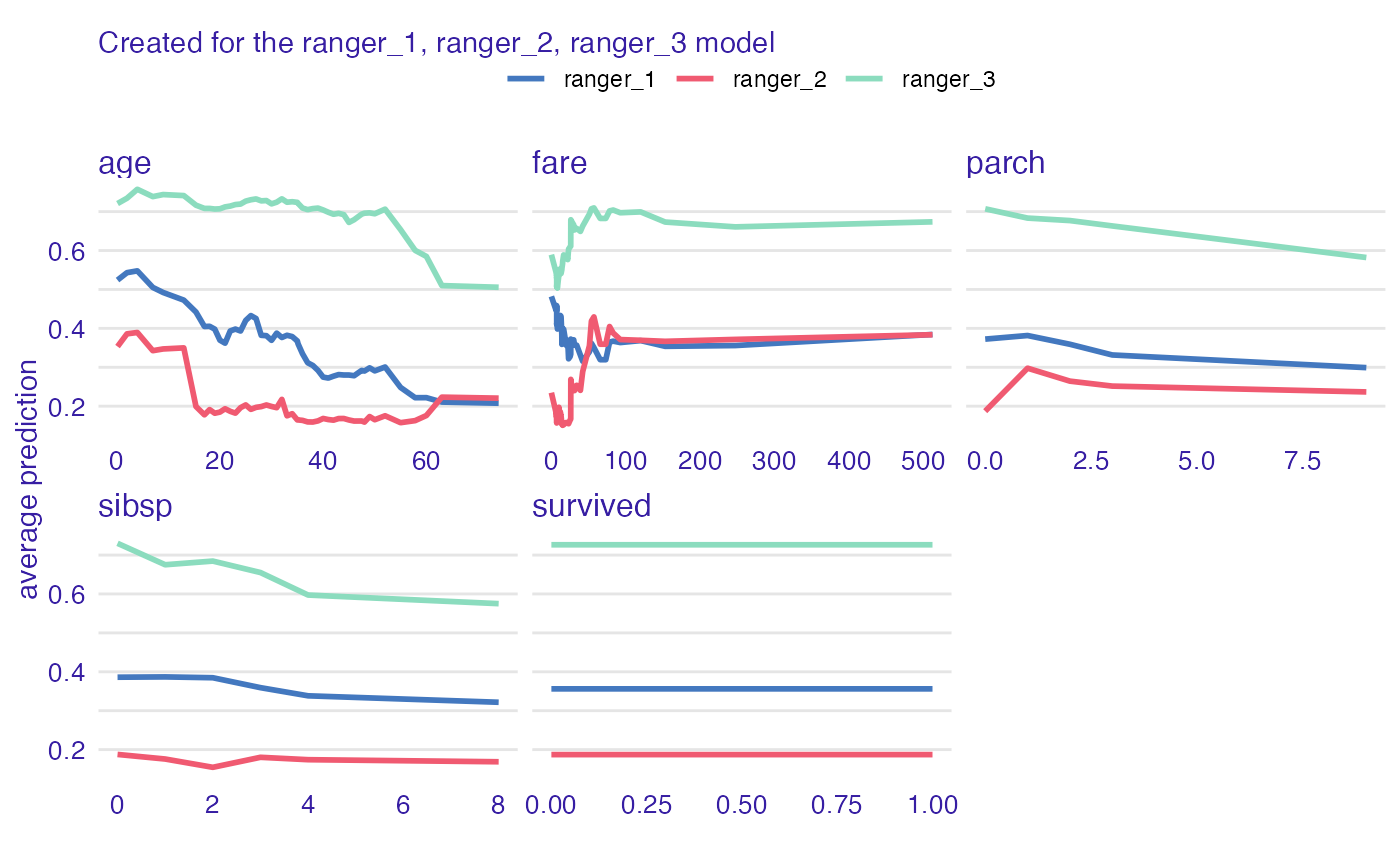 Created for the ranger_1, ranger_2, ranger_3 model
ranger_1 ranger_2 ranger_3
age fare parch
0.6
0.4
0.2
0 20 40 60 0 100 200 300 400 500 0.0 2.5 5.0 7.5
average prediction
sibsp survived
0.6
0.4
0.2
0 2 4 6 8 0.00 0.25 0.50 0.75 1.00